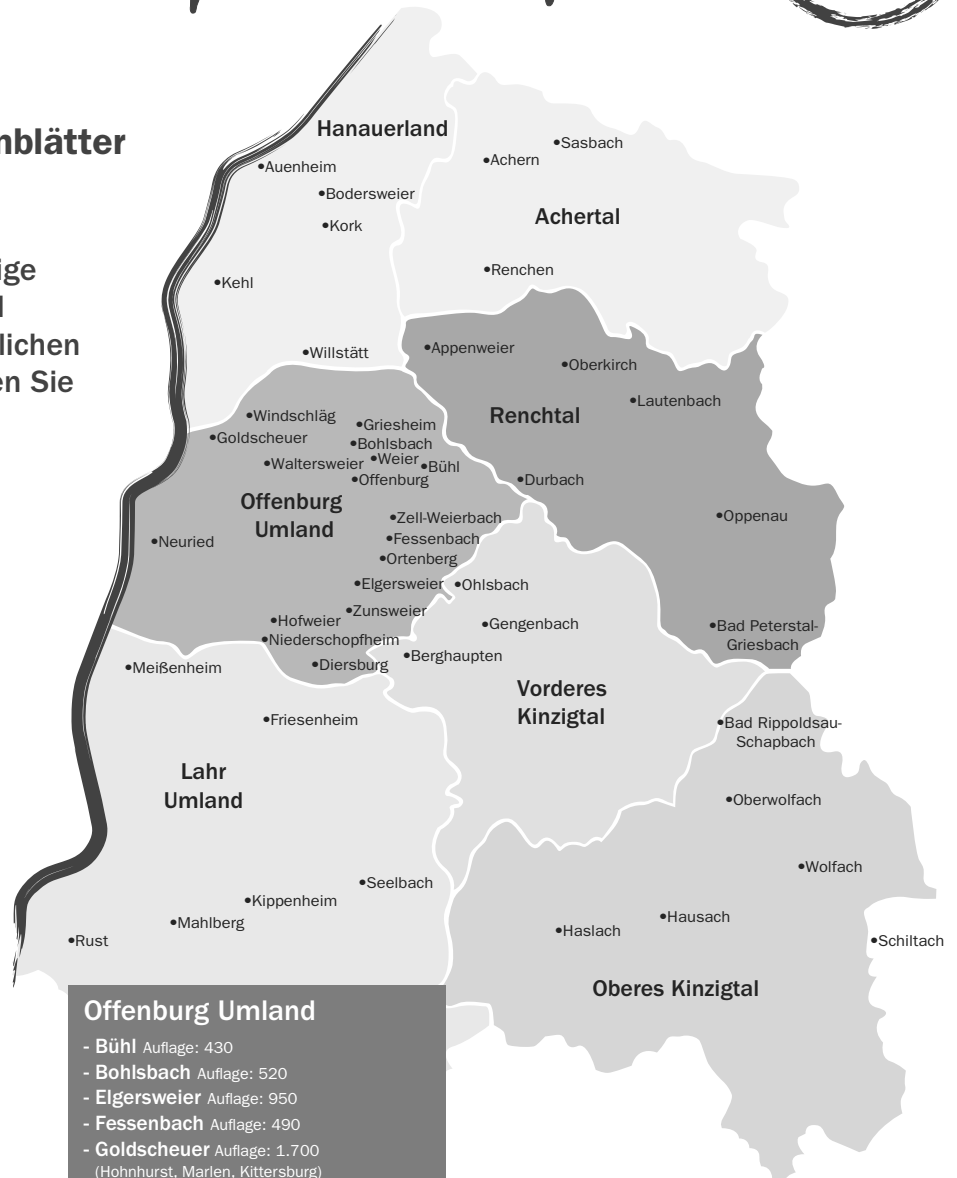 Hanauerland
nblätter
•Sasbach
•Achern
•Auenheim
•Bodersweier
Achertal
•Kork
ige
•Renchen
•Kehl
lichen
•Appenweier
•Willstätt
•Oberkirch
en Sie
•Lautenbach
Renchtal
•Windschläg
•Griesheim
•Goldscheuer
•Bohlsbach
•Weier
•Waltersweier
•Bühl
•Offenburg
•Durbach
Offenburg
Umland
•Zell-Weierbach
•Oppenau
•Fessenbach
•Neuried
•Ortenberg
•Elgersweier
•Ohlsbach
•Zunsweier
•Hofweier
•Gengenbach
•Bad Peterstal-
Griesbach
•Niederschopfheim
•Berghaupten
•Diersburg
•Meißenheim
Vorderes
Kinzigtal
•Friesenheim
•Bad Rippoldsau-
Schapbach
Lahr
Umland
•Oberwolfach
•Wolfach
•Seelbach
•Kippenheim
•Mahlberg
•Hausach
•Haslach
•Rust
•Schiltach
Oberes Kinzigtal
Offenburg Umland
- Bühl Auflage: 430
- Bohlsbach Auflage: 520
- Elgersweier Auflage: 950
- Fessenbach Auflage: 490
- Goldscheuer Auflage: 1.700
(Hohnhurst, Marlen, Kittersburg)